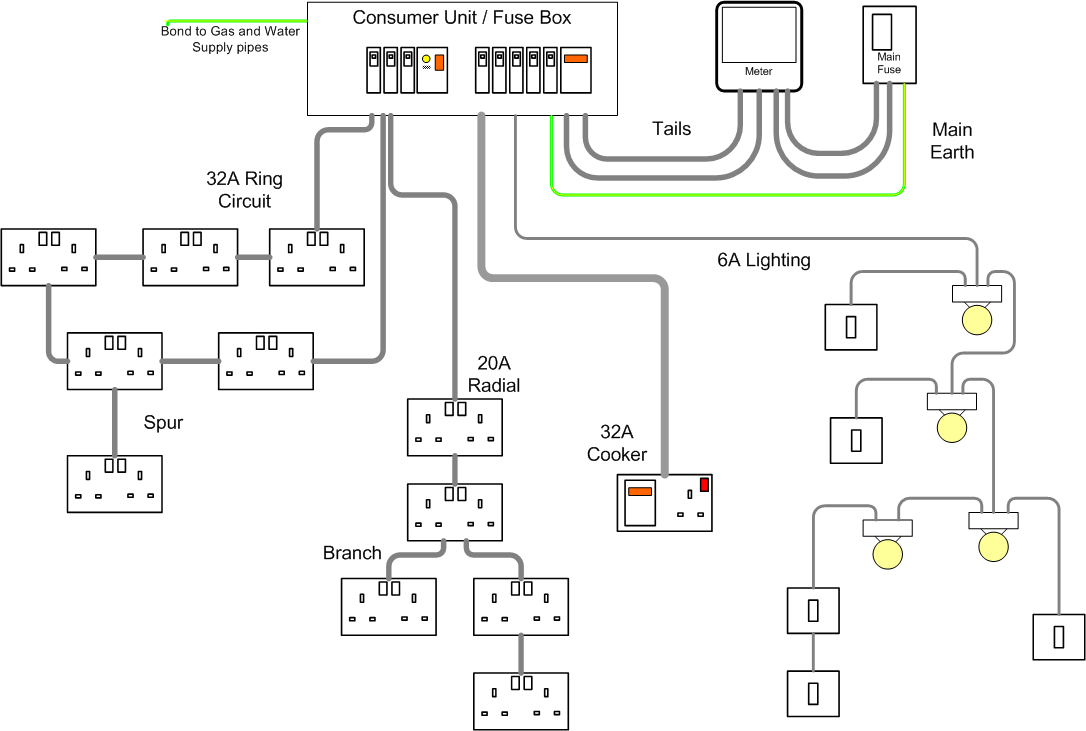 Consumer Unit / Fuse Box
Bond to Gas and Water
Supply pipes
Meter
Main
Fuse
Tails
Main
Earth
32A Ring
Circuit
6A Lighting
20A
Radial
Spur
32A
Cooker
Branch